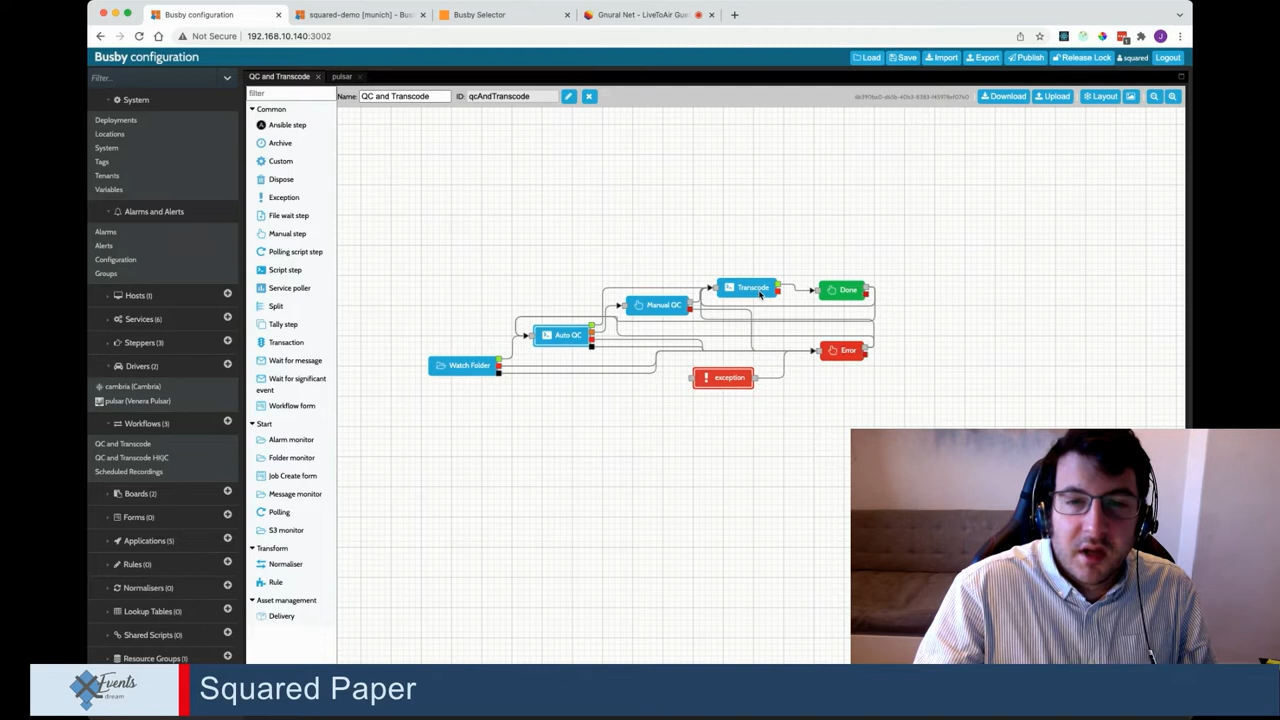 Busby configuration
squared-demo [munich] - Bus
Busby Selector
Gnural Net - LiveToAir Gue
Not Secure
192.168.10.140:3002
Busby configuration
Load
Save
Import
Export
Publish
Release Lock
squared
Logout
Filter...
QC and Transcode
pulsar
filter
Name:
QC and Transcode
ID:
qcAndTranscode
Download
Upload
Layout
System
Deployments
Locations
System
Tags
Tenants
Variables
Alarms and Alerts
Alarms
Alerts
Configuration
Groups
Hosts (1)
Services (6)
Steppers (3)
Drivers (2)
cambria (cambria)
pulsar (Venera Pulsar)
Workflows (3)
QC and Transcode
QC and Transcode HKJC
Scheduled Recordings
Boards (2)
Forms (0)
Applications (5)
Rules (0)
Normalisers (0)
Lookup Tables (0)
Shared Scripts (0)
Resource Groups (1)
Common
Ansible step
Archive
Custom
Dispose
Exception
File wait step
Manual step
Polling script step
Script step
Service poller
Split
Tally step
Transaction
Wait for message
Wait for significant
event
Workflow form
Start
Alarm monitor
Folder monitor
Job Create form
Message monitor
Polling
S3 monitor
Transform
Normaliser
Rule
Asset management
Delivery
Transcode
Done
Manual QC
Auto QC
Error
Watch Folder
exception
Events
dream
Squared Paper